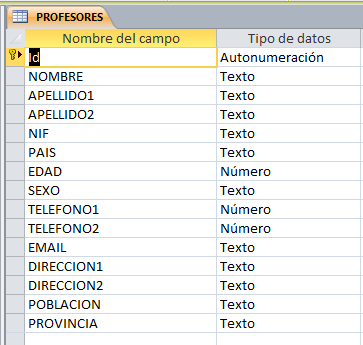 PROFESORES
Nombre del campo Tipo de datos
Id Autonumeración
NOMBRE Texto
APELLIDO1 Texto
APELLIDO2 Texto
NIF Texto
PAIS Texto
EDAD Número
SEXO Texto
TELEFONO1 Número
TELEFONO2 Número
EMAIL Texto
DIRECCION1 Texto
DIRECCION2 Texto
POBLACION Texto
PROVINCIA Texto